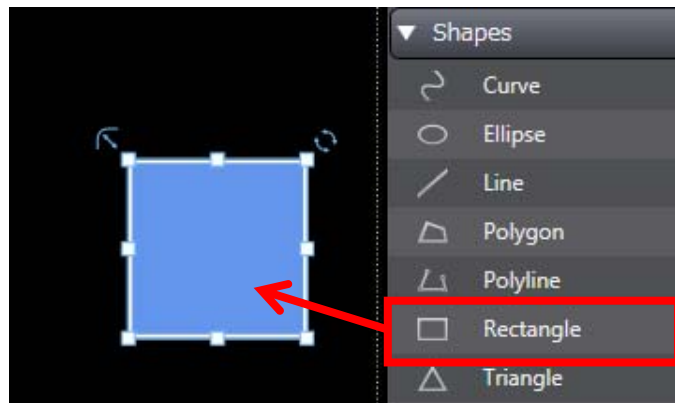 Shapes
Curve
Ellipse
Line
Polygon
Polyline
Rectangle
Triangle